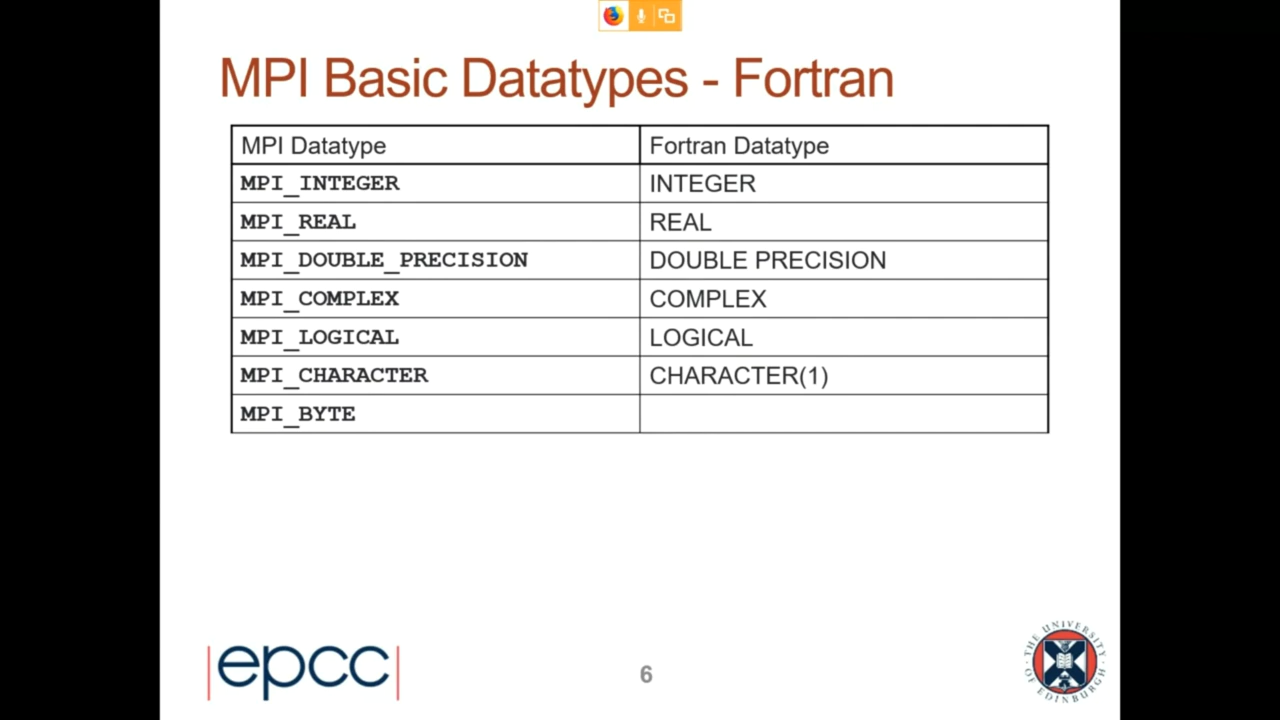 MPI Basic Datatypes - Fortran
MPI Datatype Fortran Datatype
MPI_INTEGER INTEGER
MPI_REAL REAL
MPI_DOUBLE_PRECISION DOUBLE PRECISION
MPI_COMPLEX COMPLEX
MPI_LOGICAL LOGICAL
MPI_CHARACTER CHARACTER(1)
MPI_BYTE
|epcc|
6
THE UNIVERSITY
OF EDINBURGH